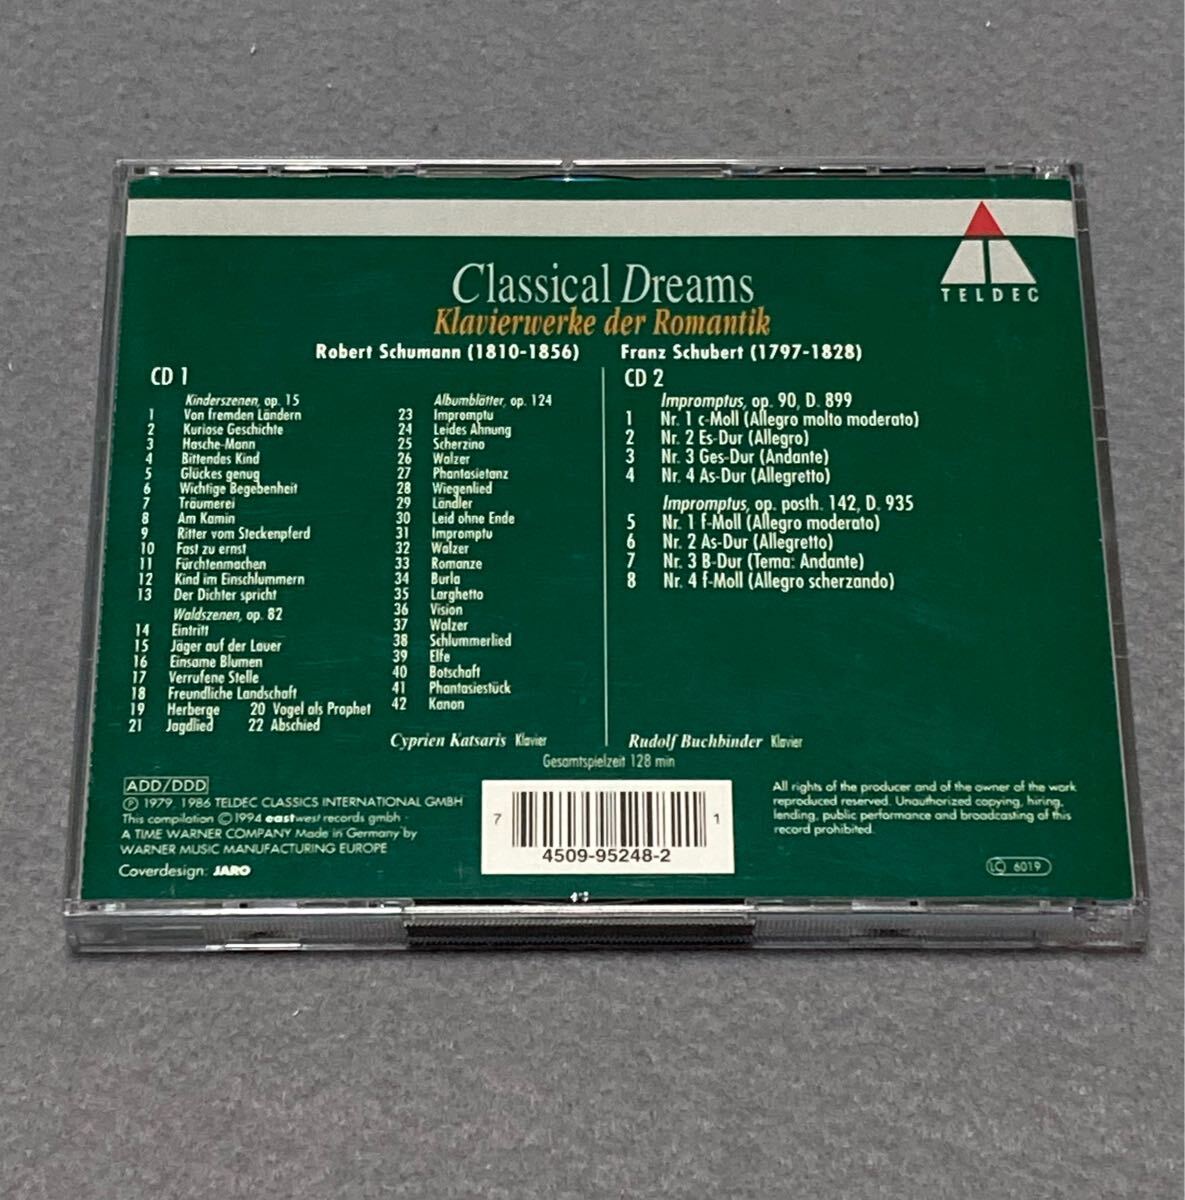 TELDEC
Classical Dreams
Klavierwerke der Romantik
Robert Schumann (1810-1856)
CD 1
Kinderszenen, op. 15
1 Von fremden Ländern
2 Kuriose Geschichte
3 Hasche-Mann
4 Bittendes Kind
5 Glückes genug
6 Wichtige Begebenheit
7 Träumerei
8 Am Kamin
9 Ritter vom Steckenpferd
10 Fast zu ernst
11 Fürchtenmachen
12 Kind im Einschlummern
13 Der Dichter spricht
Waldszenen, op. 82
14 Eintritt
15 Jäger auf der Lauer
16 Einsame Blumen
17 Verrufene Stelle
18 Freundliche Landschaft
19 Herberge 20 Vogel als Prophet
21 Jagdlied 22 Abschied
Albumblätter, op. 124
23 Impromptu
24 Leides Ahnung
25 Scherzino
26 Walzer
27 Phantasietanz
28 Wiegenlied
29 Ländler
30 Leid ohne Ende
31 Impromptu
32 Walzer
33 Romanze
34 Burla
35 Larghetto
36 Vision
37 Walzer
38 Schlummerlied
39 Elfe
40 Botschaft
41 Phantasiestück
42 Kanon
Cyprien Katsaris Klavier
Franz Schubert (1797-1828)
CD 2
Impromptus, op. 90, D. 899
1 Nr. 1 c-Moll (Allegro molto moderato)
2 Nr. 2 Es-Dur (Allegro)
3 Nr. 3 Ges-Dur (Andante)
4 Nr. 4 As-Dur (Allegretto)
Impromptus, op. posth. 142, D. 935
5 Nr. 1 f-Moll (Allegro moderato)
6 Nr. 2 As-Dur (Allegretto)
7 Nr. 3 B-Dur (Tema: Andante)
8 Nr. 4 f-Moll (Allegro scherzando)
Rudolf Buchbinder Klavier
Gesamtspielzeit 128 min
ADD/DDD
Ⓟ 1979, 1986 TELDEC CLASSICS INTERNATIONAL GMBH
This compilation © 1994 eastwest records gmbh -
A TIME WARNER COMPANY Made in Germany by
WARNER MUSIC MANUFACTURING EUROPE
Coverdesign: JARO
7 1
4509-95248-2
All rights of the producer and of the owner of the work
reproduced reserved. Unauthorized copying, hiring,
lending, public performance and broadcasting of this
record prohibited.
LC 6019